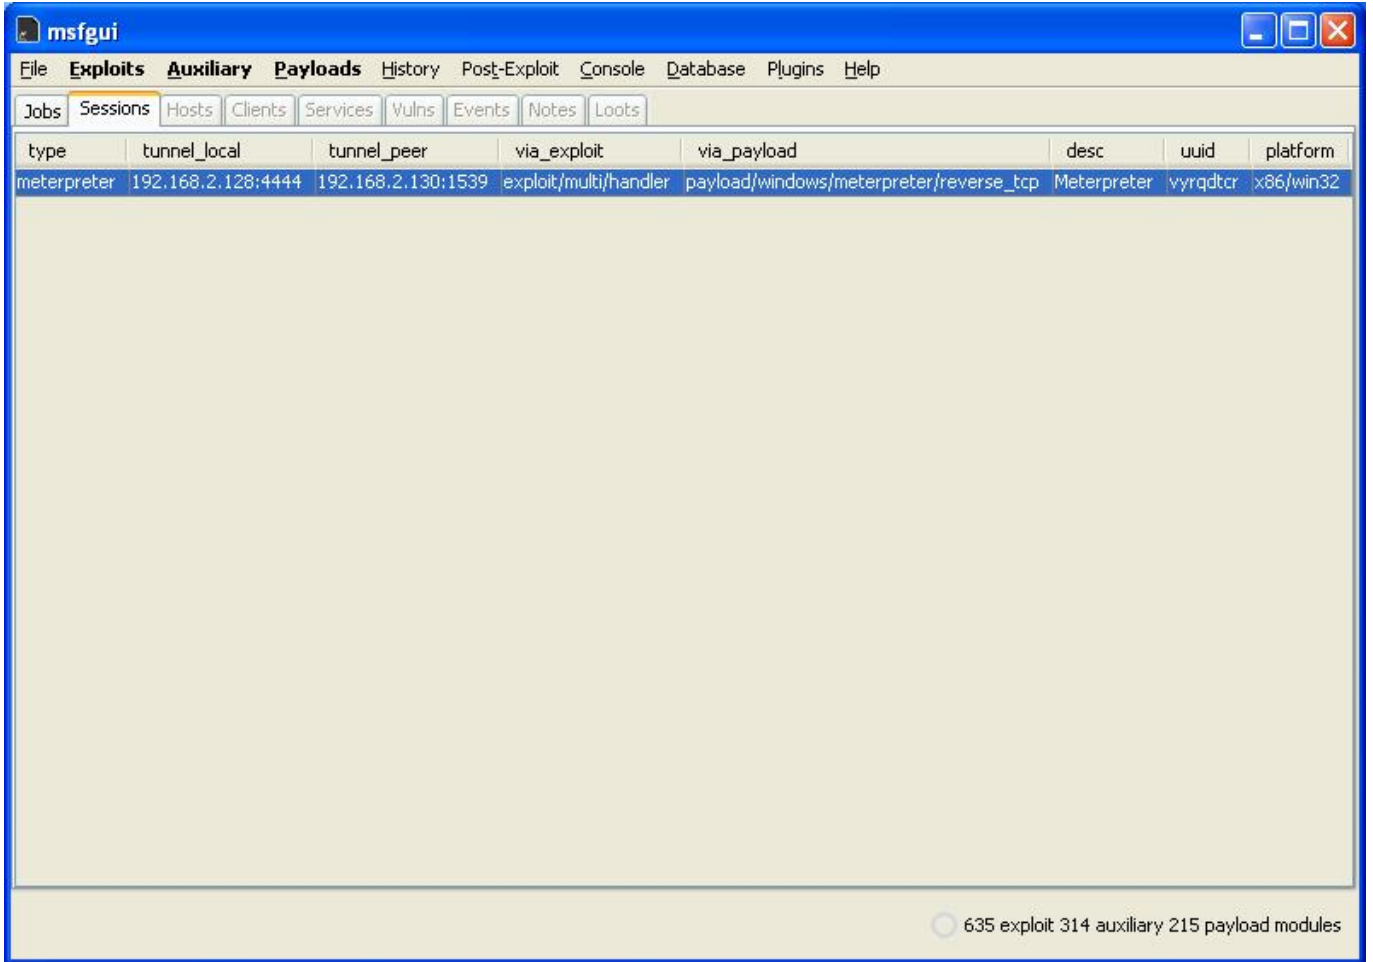 msfgui
File Exploits Auxiliary Payloads History Post-Exploit Console Database Plugins Help
Jobs Sessions Hosts Clients Services Vulns Events Notes Loots
type tunnel_local tunnel_peer via_exploit via_payload desc uuid platform
meterpreter 192.168.2.128:4444 192.168.2.130:1539 exploit/multi/handler payload/windows/meterpreter/reverse_tcp Meterpreter vyrqdtcr x86/win32
635 exploit 314 auxiliary 215 payload modules